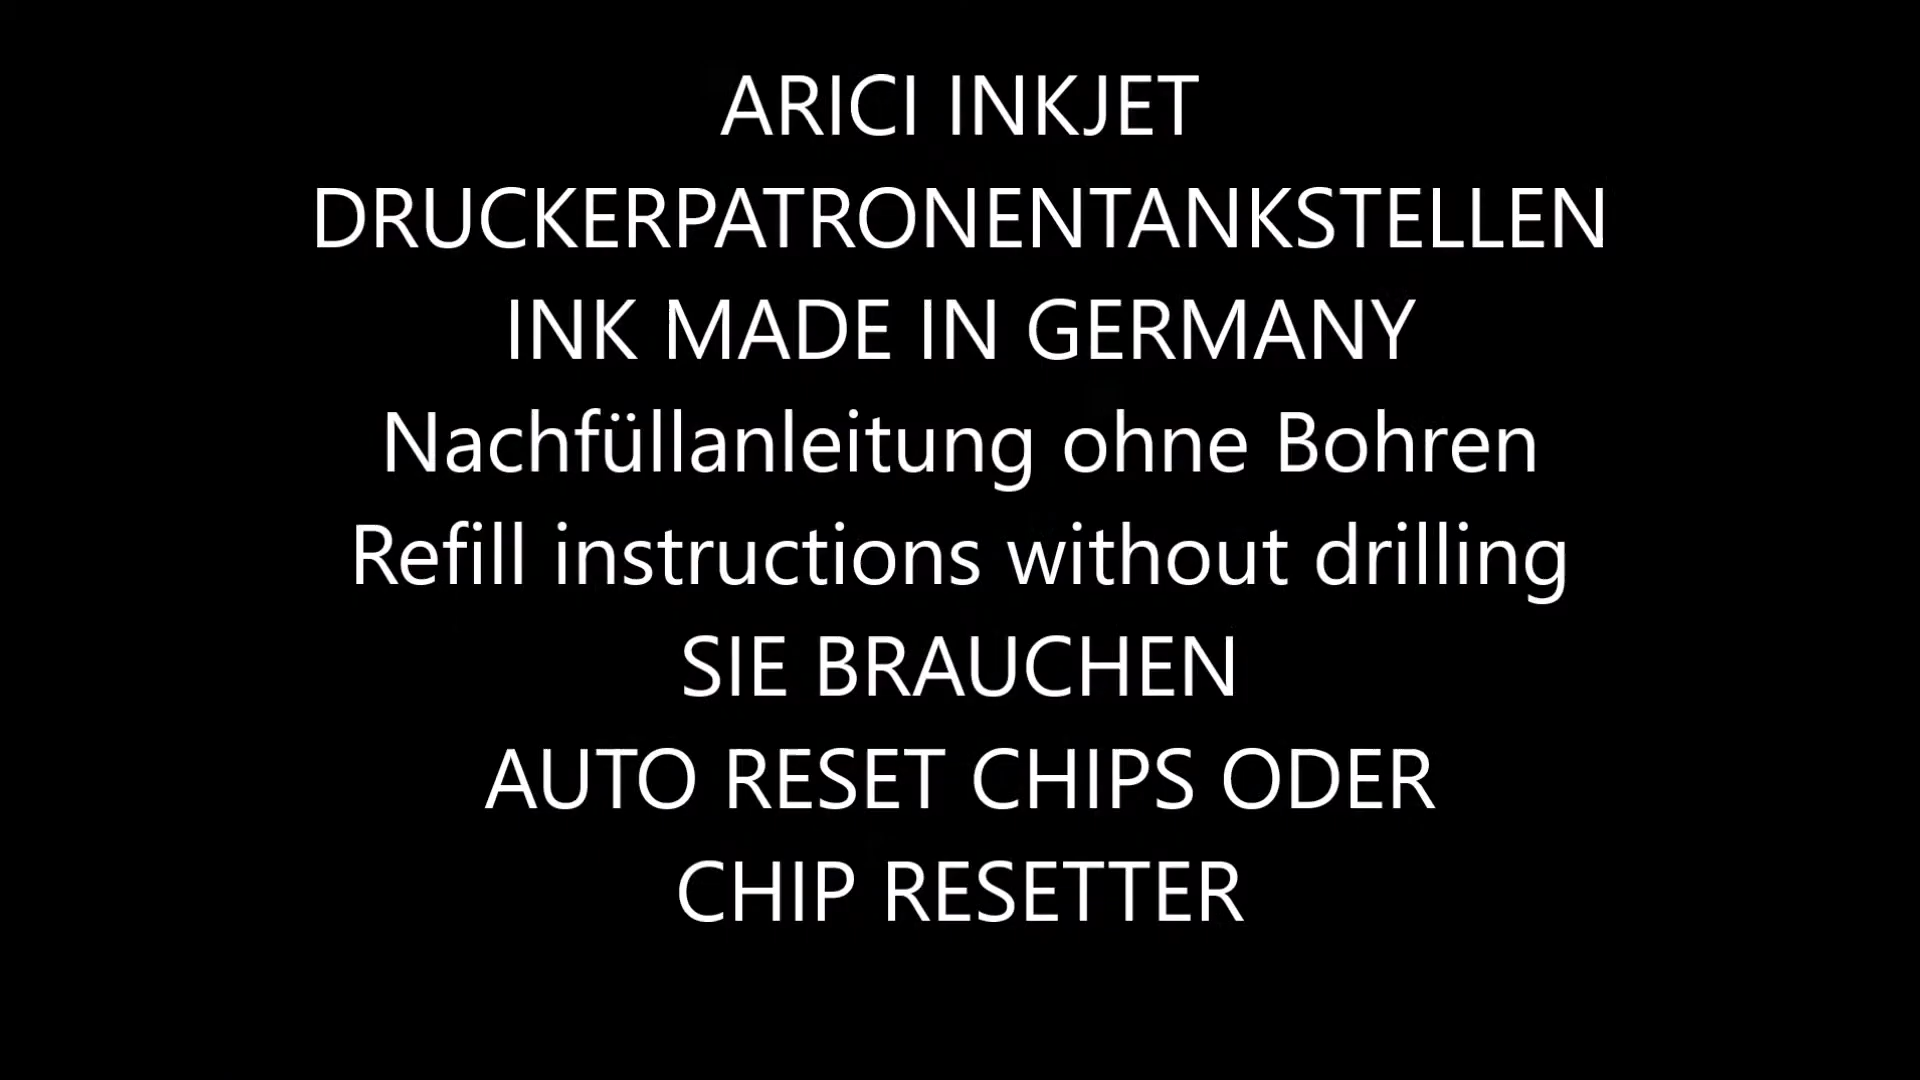 ARICI INKJET
DRUCKERPATRONENTANKSTELLEN
INK MADE IN GERMANY
Nachfüllanleitung ohne Bohren
Refill instructions without drilling
SIE BRAUCHEN
AUTO RESET CHIPS ODER
CHIP RESETTER